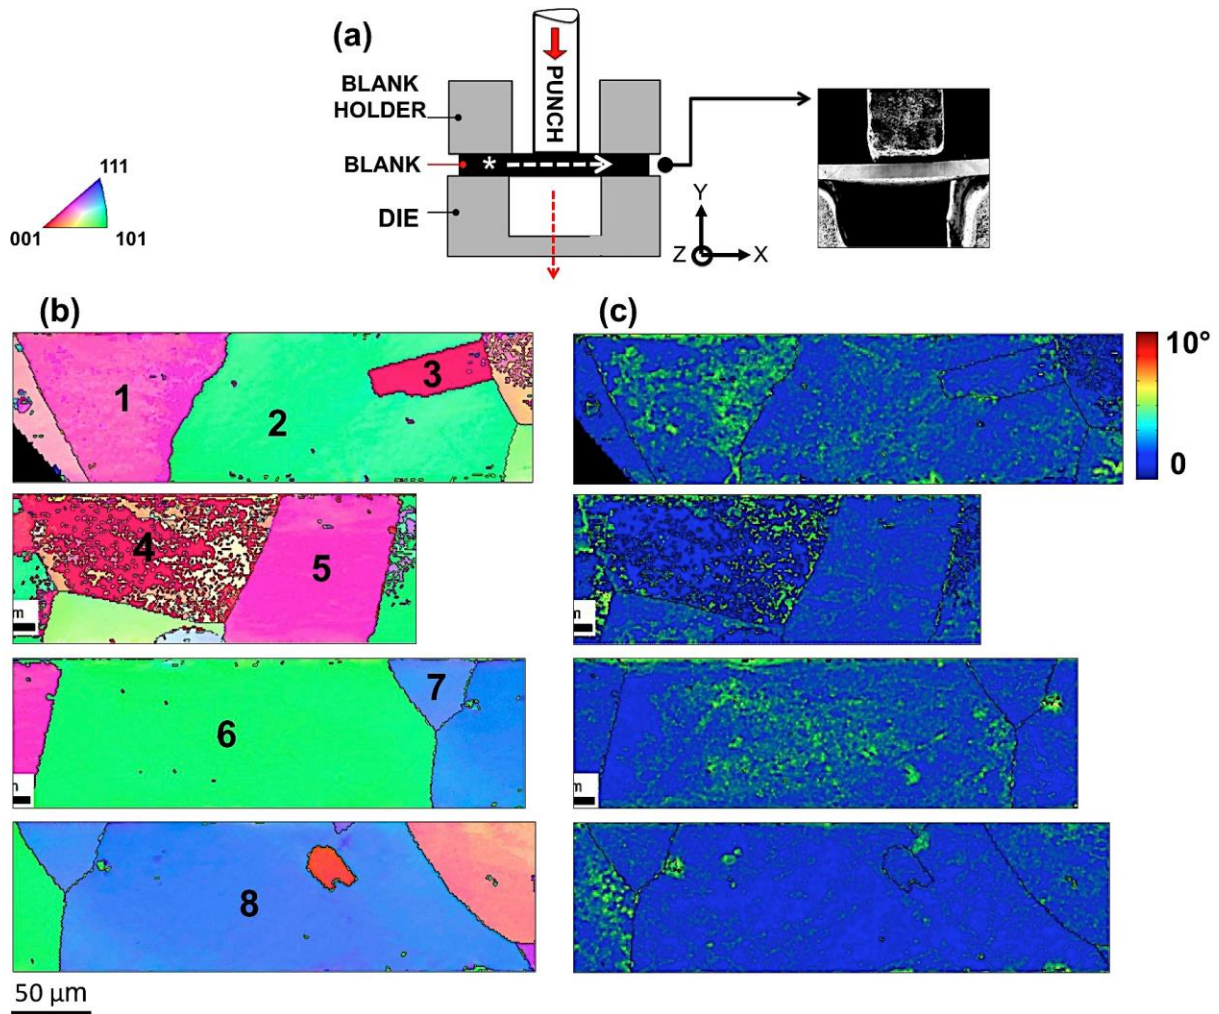 (a)
PUNCH
BLANK
HOLDER
BLANK
*
DIE
Y
Z
X
111
001
101
(b)
(c)
1
2
3
10°
0
4
5
m
m
6
7
m
m
8
50 µm